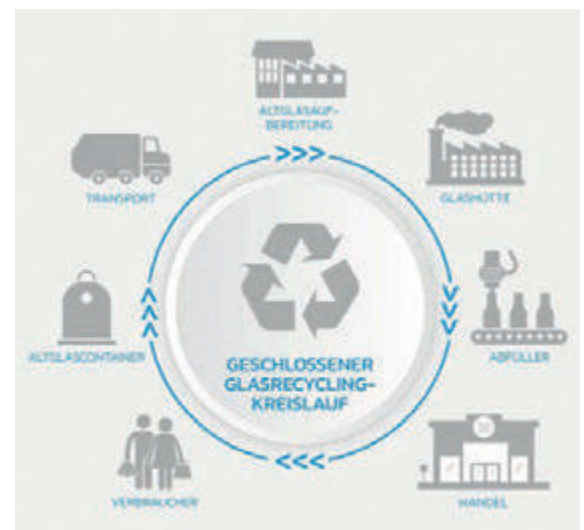 ALTGLASAUF-
BEREITUNG
GLASHÜTTE
ABFÜLLER
HANDEL
VERBRAUCHER
ALTGLASCONTAINER
TRANSPORT
GESCHLOSSENER
GLASRECYCLING-
KREISLAUF